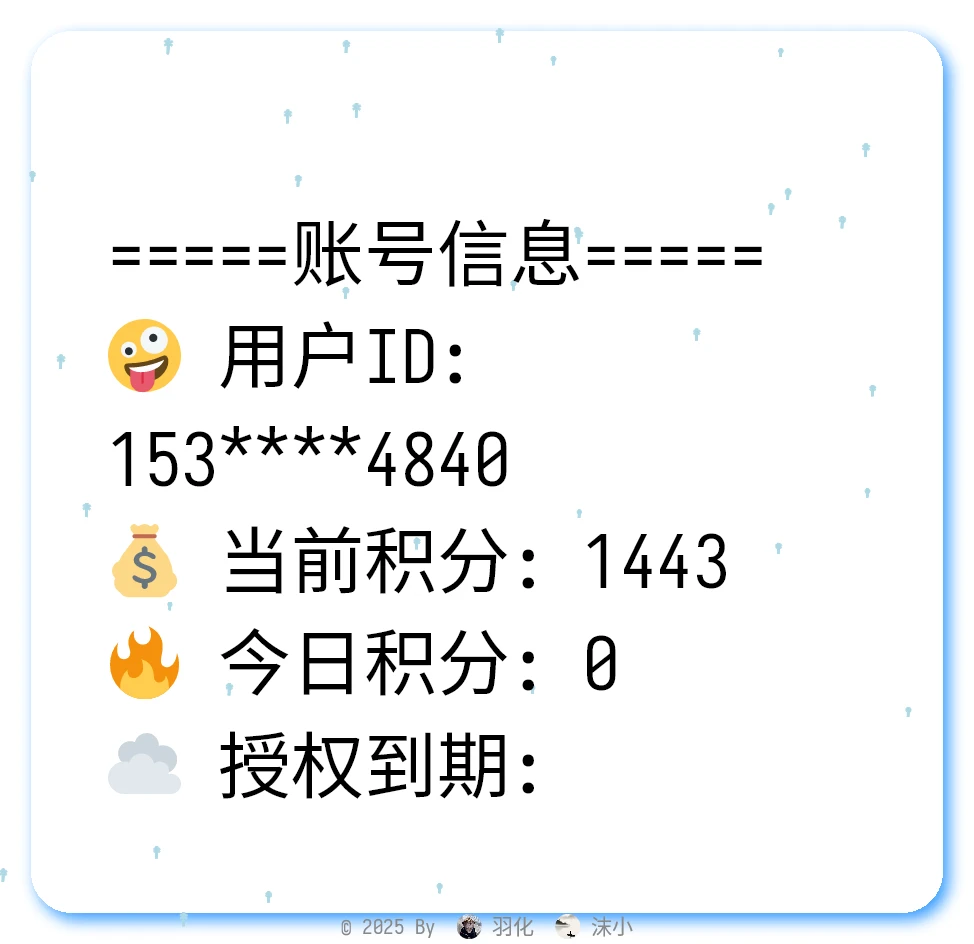 =====账号信息=====
🤪 用户ID:
153****4840
💰 当前积分: 1443
🔥 今日积分: 0
☁️ 授权到期:
© 2025 By 羽化 沫小